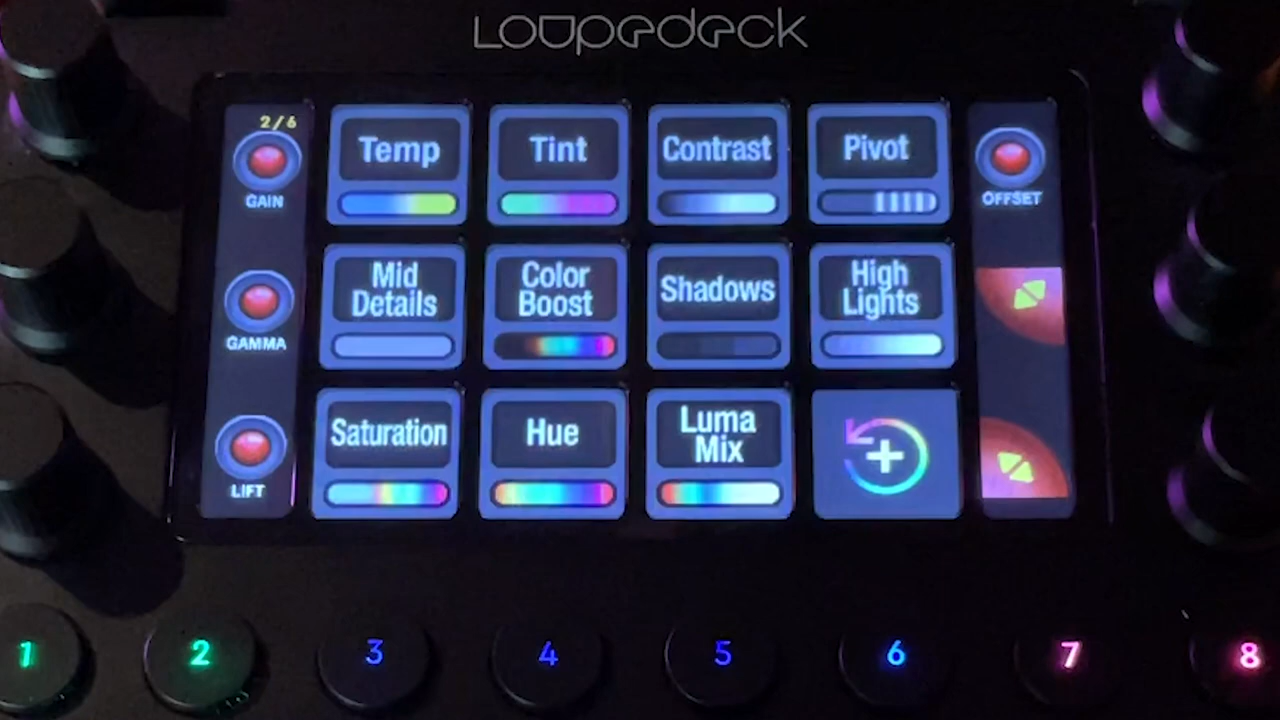 Loupedeck
2/6
GAIN
Temp
Tint
Contrast
Pivot
OFFSET
GAMMA
Mid
Details
Color
Boost
Shadows
High
Lights
LIFT
Saturation
Hue
Luma
Mix
1 2 3 4 5 6 7 8